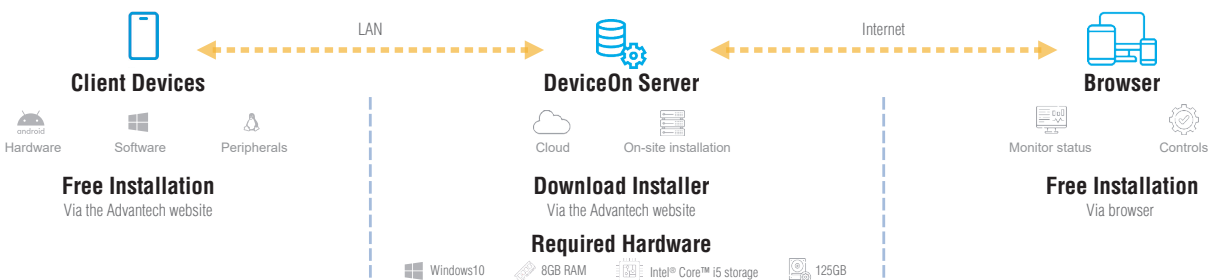 LAN
Internet
Client Devices
DeviceOn Server
Browser
android
Hardware
Software
Peripherals
Cloud
On-site installation
Monitor status
Controls
Free Installation
Via the Advantech website
Download Installer
Via the Advantech website
Free Installation
Via browser
Required Hardware
Windows10
8GB RAM
Intel® Core™ i5 storage
125GB